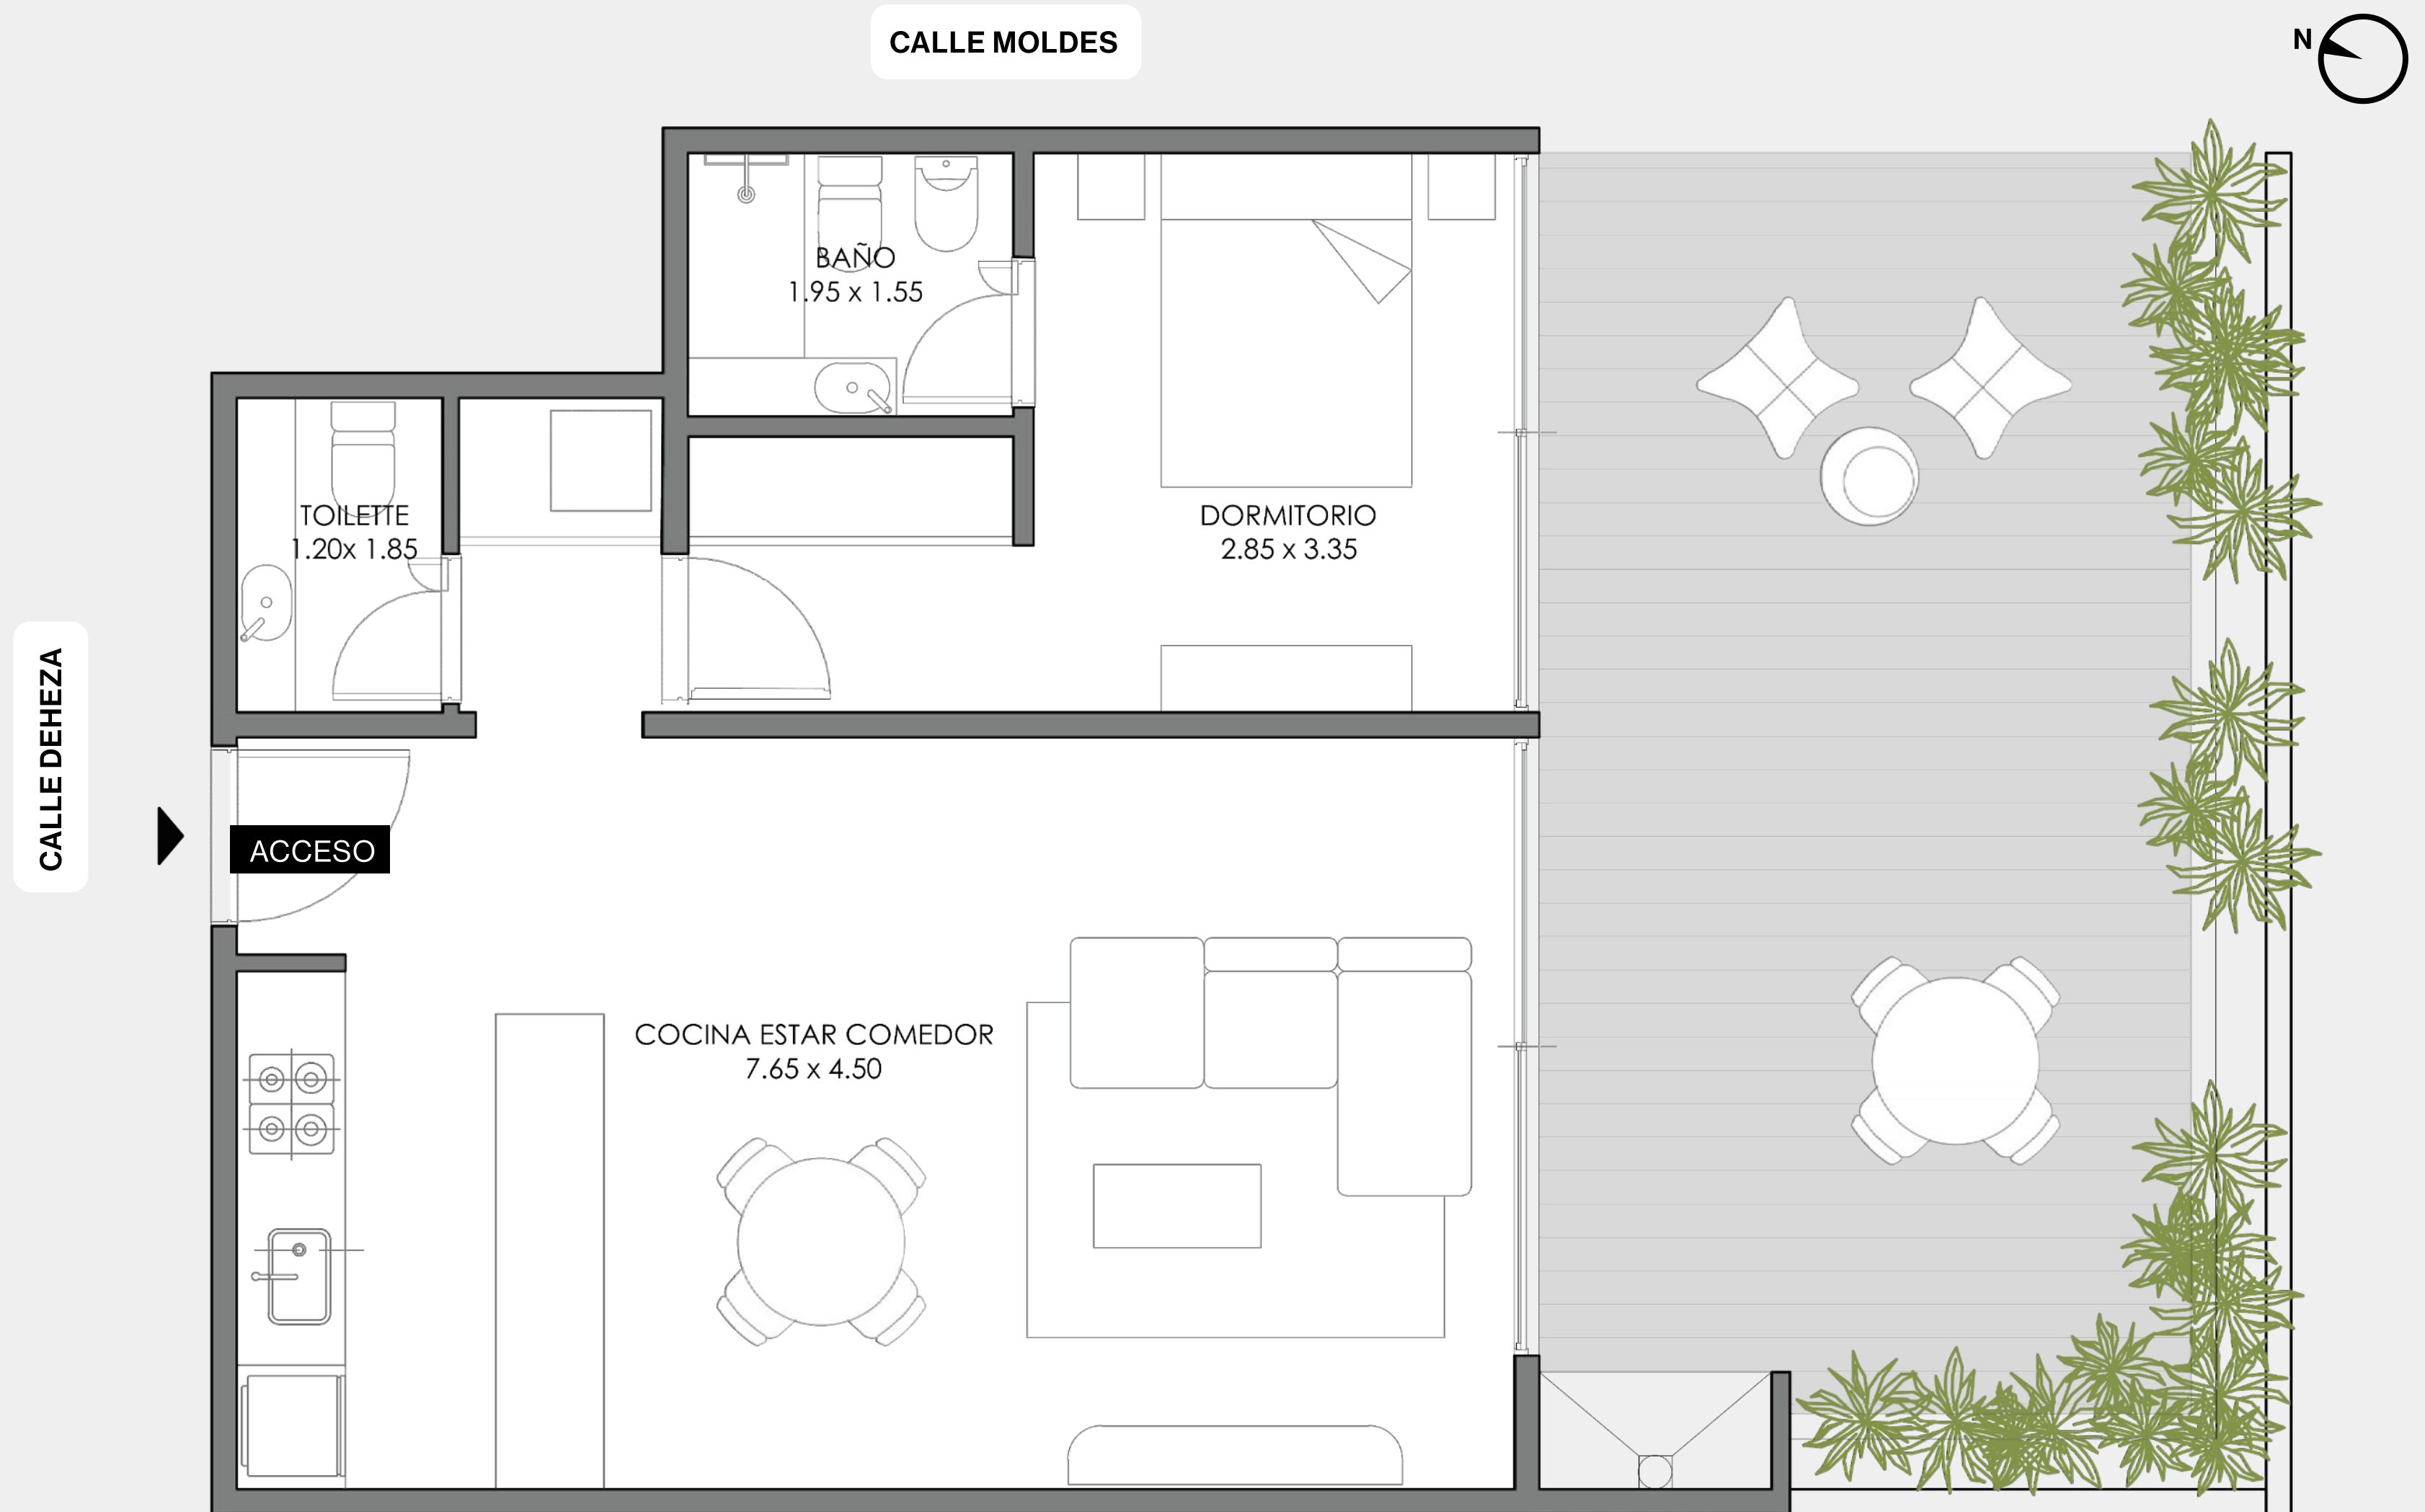 CALLE MOLDES
N
BAÑO
1.95 x 1.55
TOILETTE
1.20x 1.85
DORMITORIO
2.85 x 3.35
CALLE DEHEZA
ACCESO
COCINA ESTAR COMEDOR
7.65 x 4.50